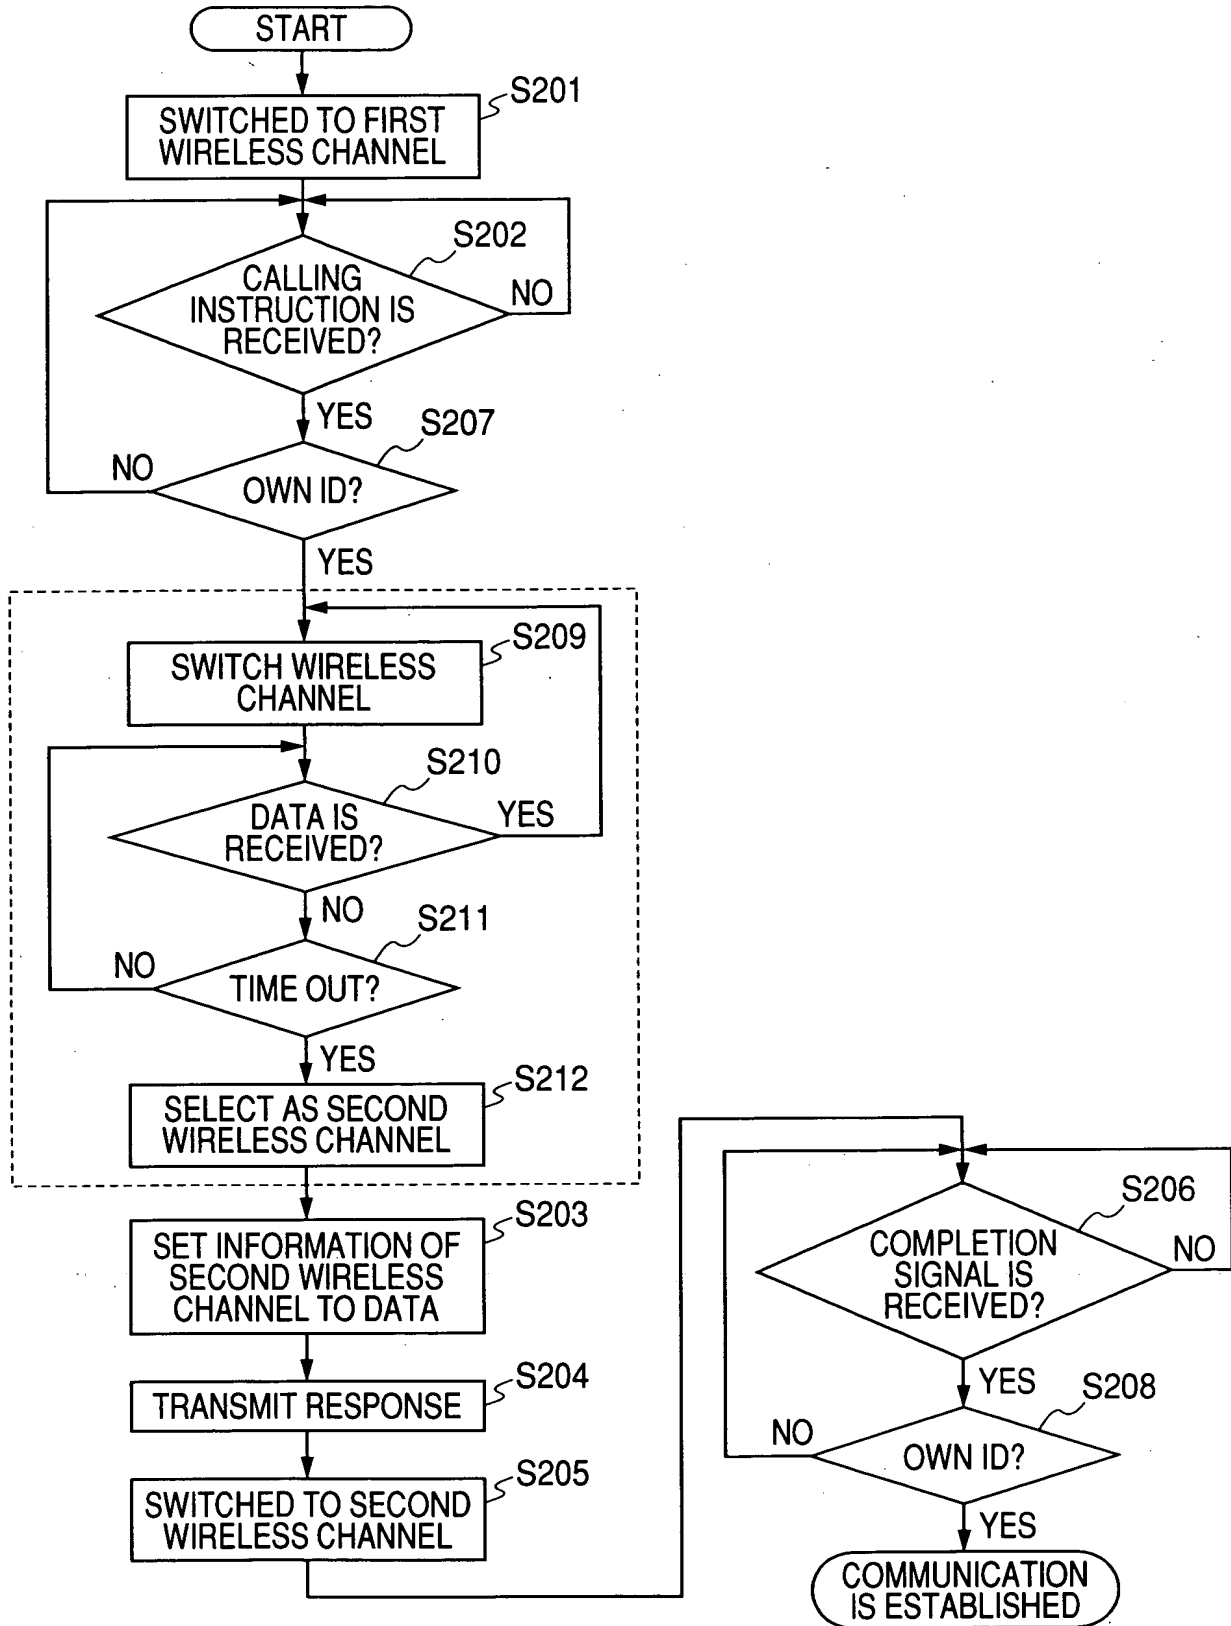 START
S201
SWITCHED TO FIRST
WIRELESS CHANNEL
S202
CALLING
INSTRUCTION IS
RECEIVED?
NO
YES
S207
NO
OWN ID?
YES
S209
SWITCH WIRELESS
CHANNEL
S210
DATA IS
RECEIVED?
YES
NO
S211
NO
TIME OUT?
YES
S212
SELECT AS SECOND
WIRELESS CHANNEL
S203
SET INFORMATION OF
SECOND WIRELESS
CHANNEL TO DATA
S204
TRANSMIT RESPONSE
S205
SWITCHED TO SECOND
WIRELESS CHANNEL
S206
COMPLETION
SIGNAL IS
RECEIVED?
NO
YES
S208
NO
OWN ID?
YES
COMMUNICATION
IS ESTABLISHED